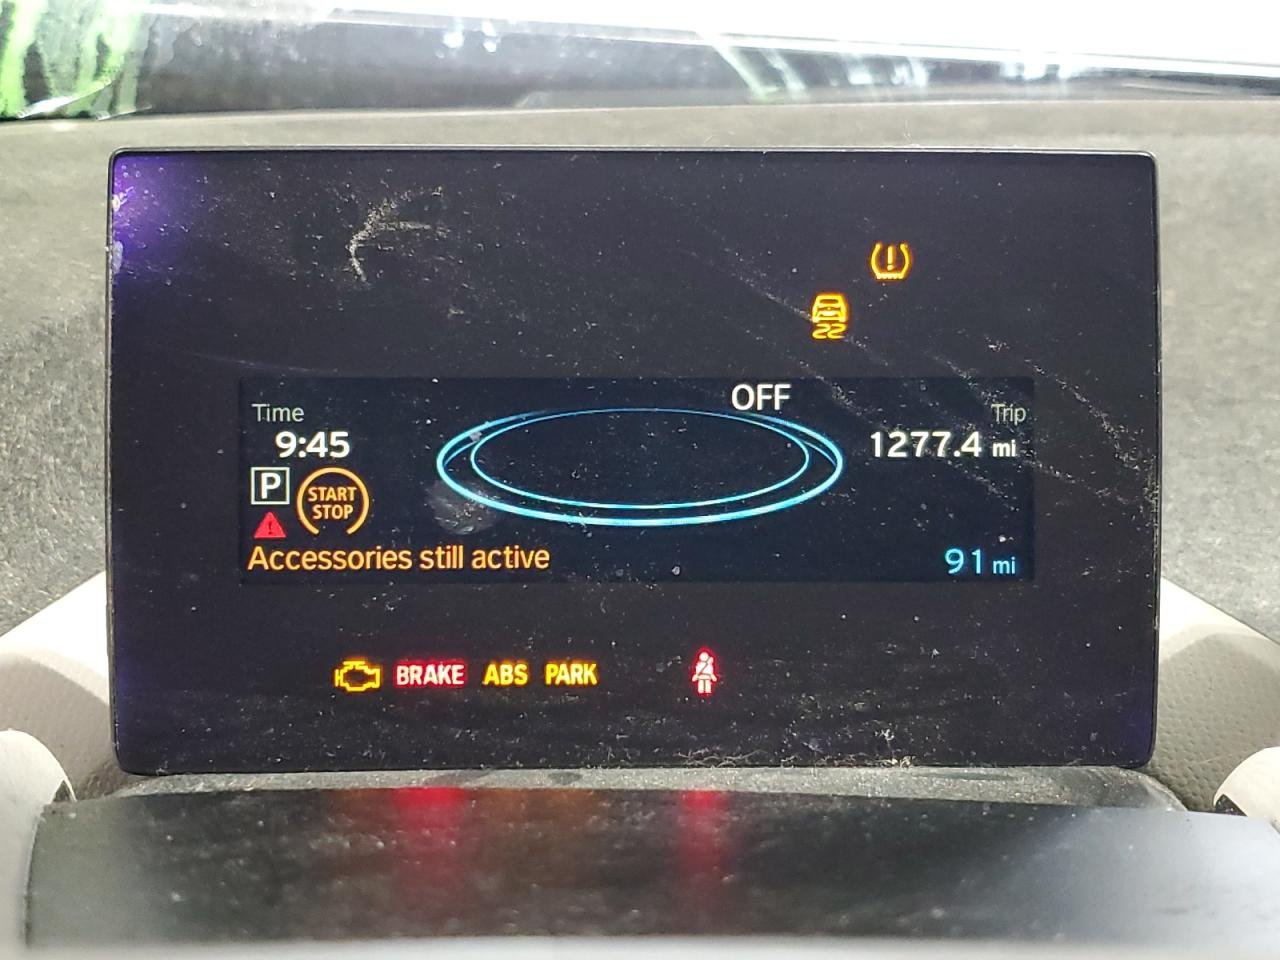 OFF
Time
9:45
Trip
1277.4 mi
P
START
STOP
Accessories still active
91 mi
BRAKE ABS PARK